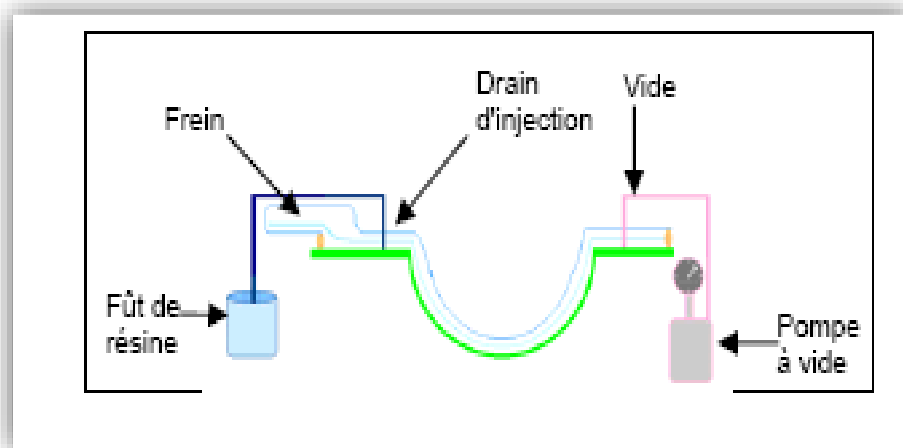 Drain
d'injection
Vide
Frein
Fût de
résine
Pompe
à vide